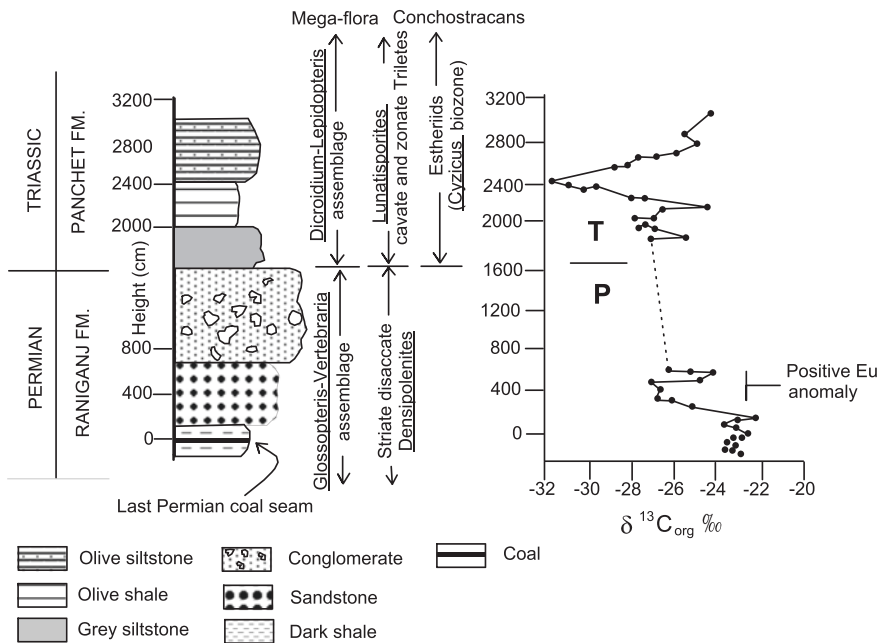 Mega-flora
Conchostracans
TRIASSIC
PANCHET FM.
PERMIAN
RANIGANJ FM.
Height (cm)
3200
2800
2400
2000
800
400
0
Dicroidium-Lepidopteris
assemblage
Lunatisporites
cavate and zonate Triletes
Estheriids
(Cyzicus biozone)
Glossopteris-Vertebraria
assemblage
Striate disaccate
Densipolenites
Last Permian coal seam
3200
2800
2400
2000
1600
1200
800
400
0
T
P
Positive Eu
anomaly
-32
-30
-28
-26
-24
-22
-20
δ ¹³C org ‰
Olive siltstone
Conglomerate
Coal
Olive shale
Sandstone
Grey siltstone
Dark shale